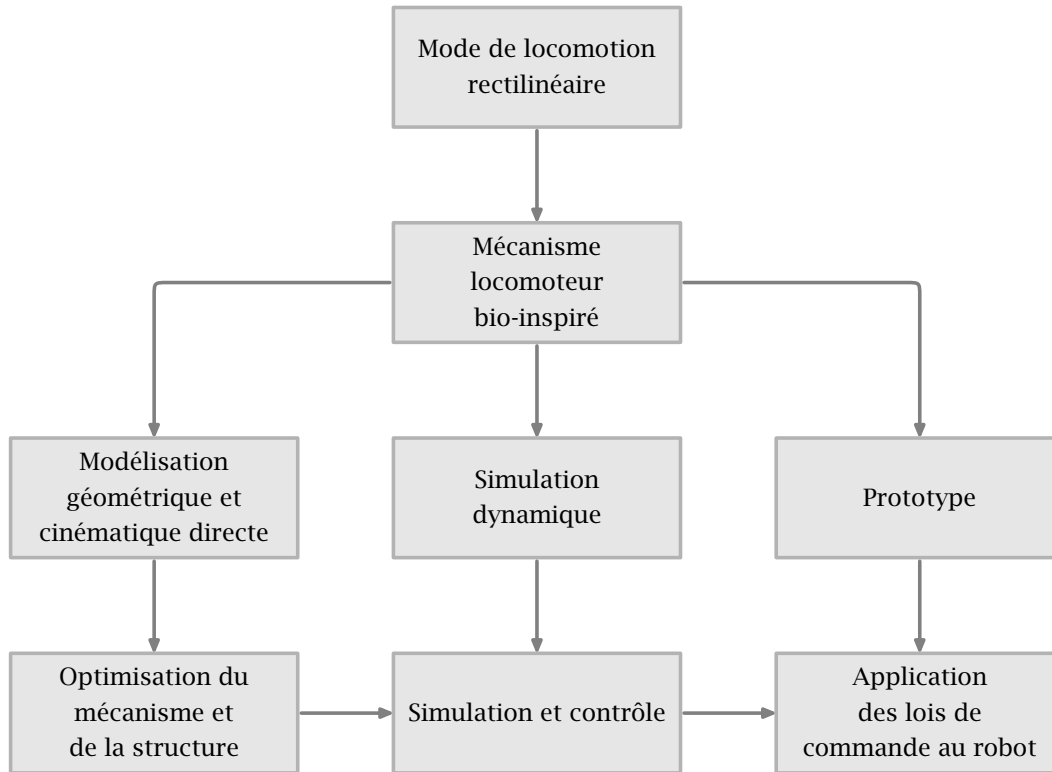 Mode de locomotion
rectilinéaire
Mécanisme
locomoteur
bio-inspiré
Modélisation
géométrique et
cinématique directe
Simulation
dynamique
Prototype
Optimisation du
mécanisme et
de la structure
Simulation et contrôle
Application
des lois de
commande au robot